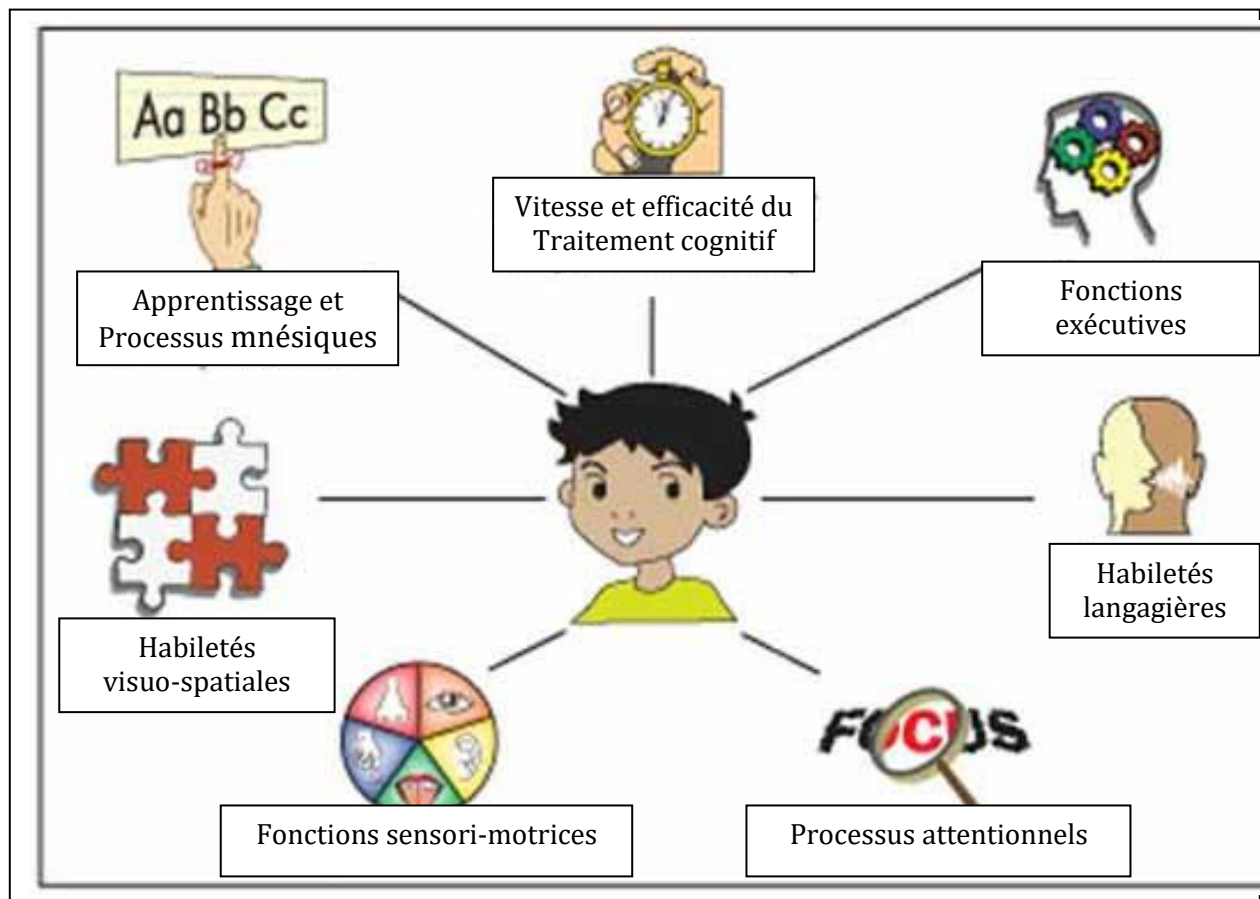 Aa Bb Cc
Vitesse et efficacité du
Traitement cognitif
Apprentissage et
Processus mnésiques
Fonctions
exécutives
Habiletés
langagières
Habiletés
visuo-spatiales
FOCUS
Fonctions sensori-motrices
Processus attentionnels